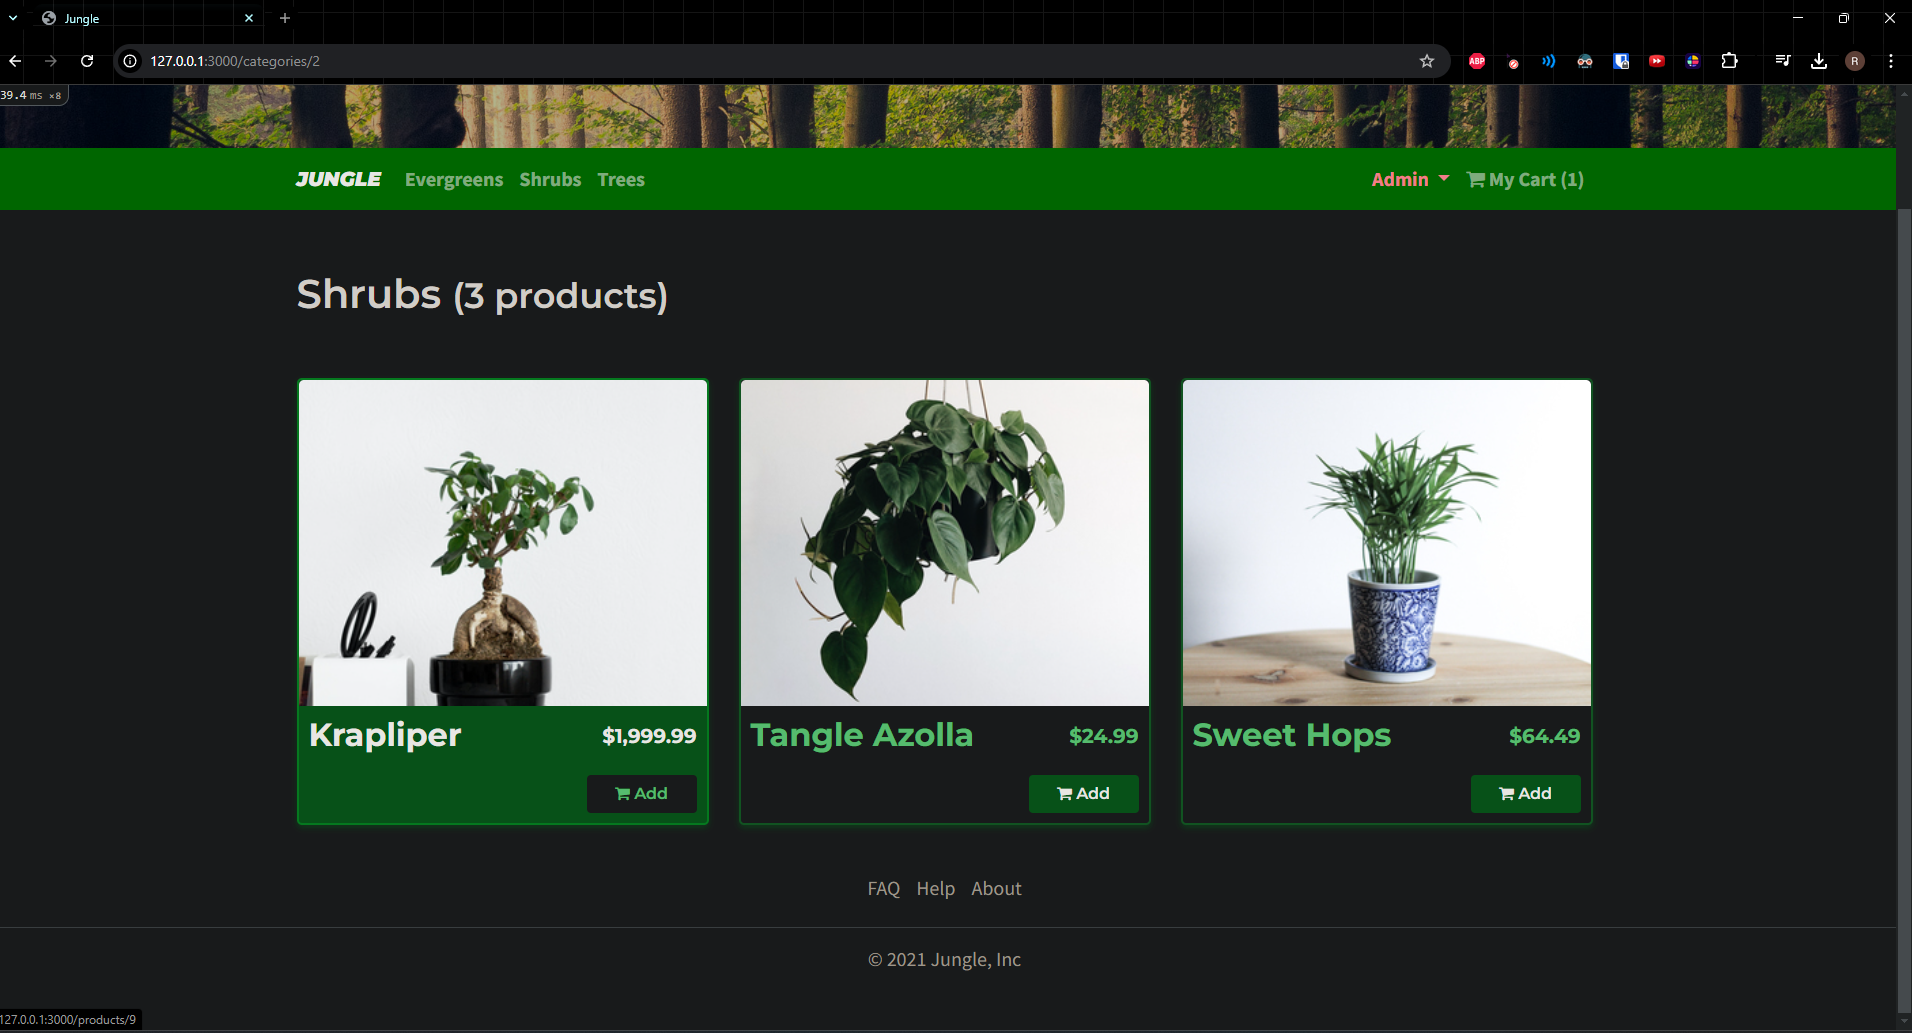 Jungle
127.0.0.1:3000/categories/2
ABP
R
39.4 ms ×8
JUNGLE Evergreens Shrubs Trees Admin My Cart (1)
Shrubs (3 products)
Krapliper $1,999.99
Add
Tangle Azolla $24.99
Add
Sweet Hops $64.49
Add
FAQ Help About
© 2021 Jungle, Inc
127.0.0.1:3000/products/9